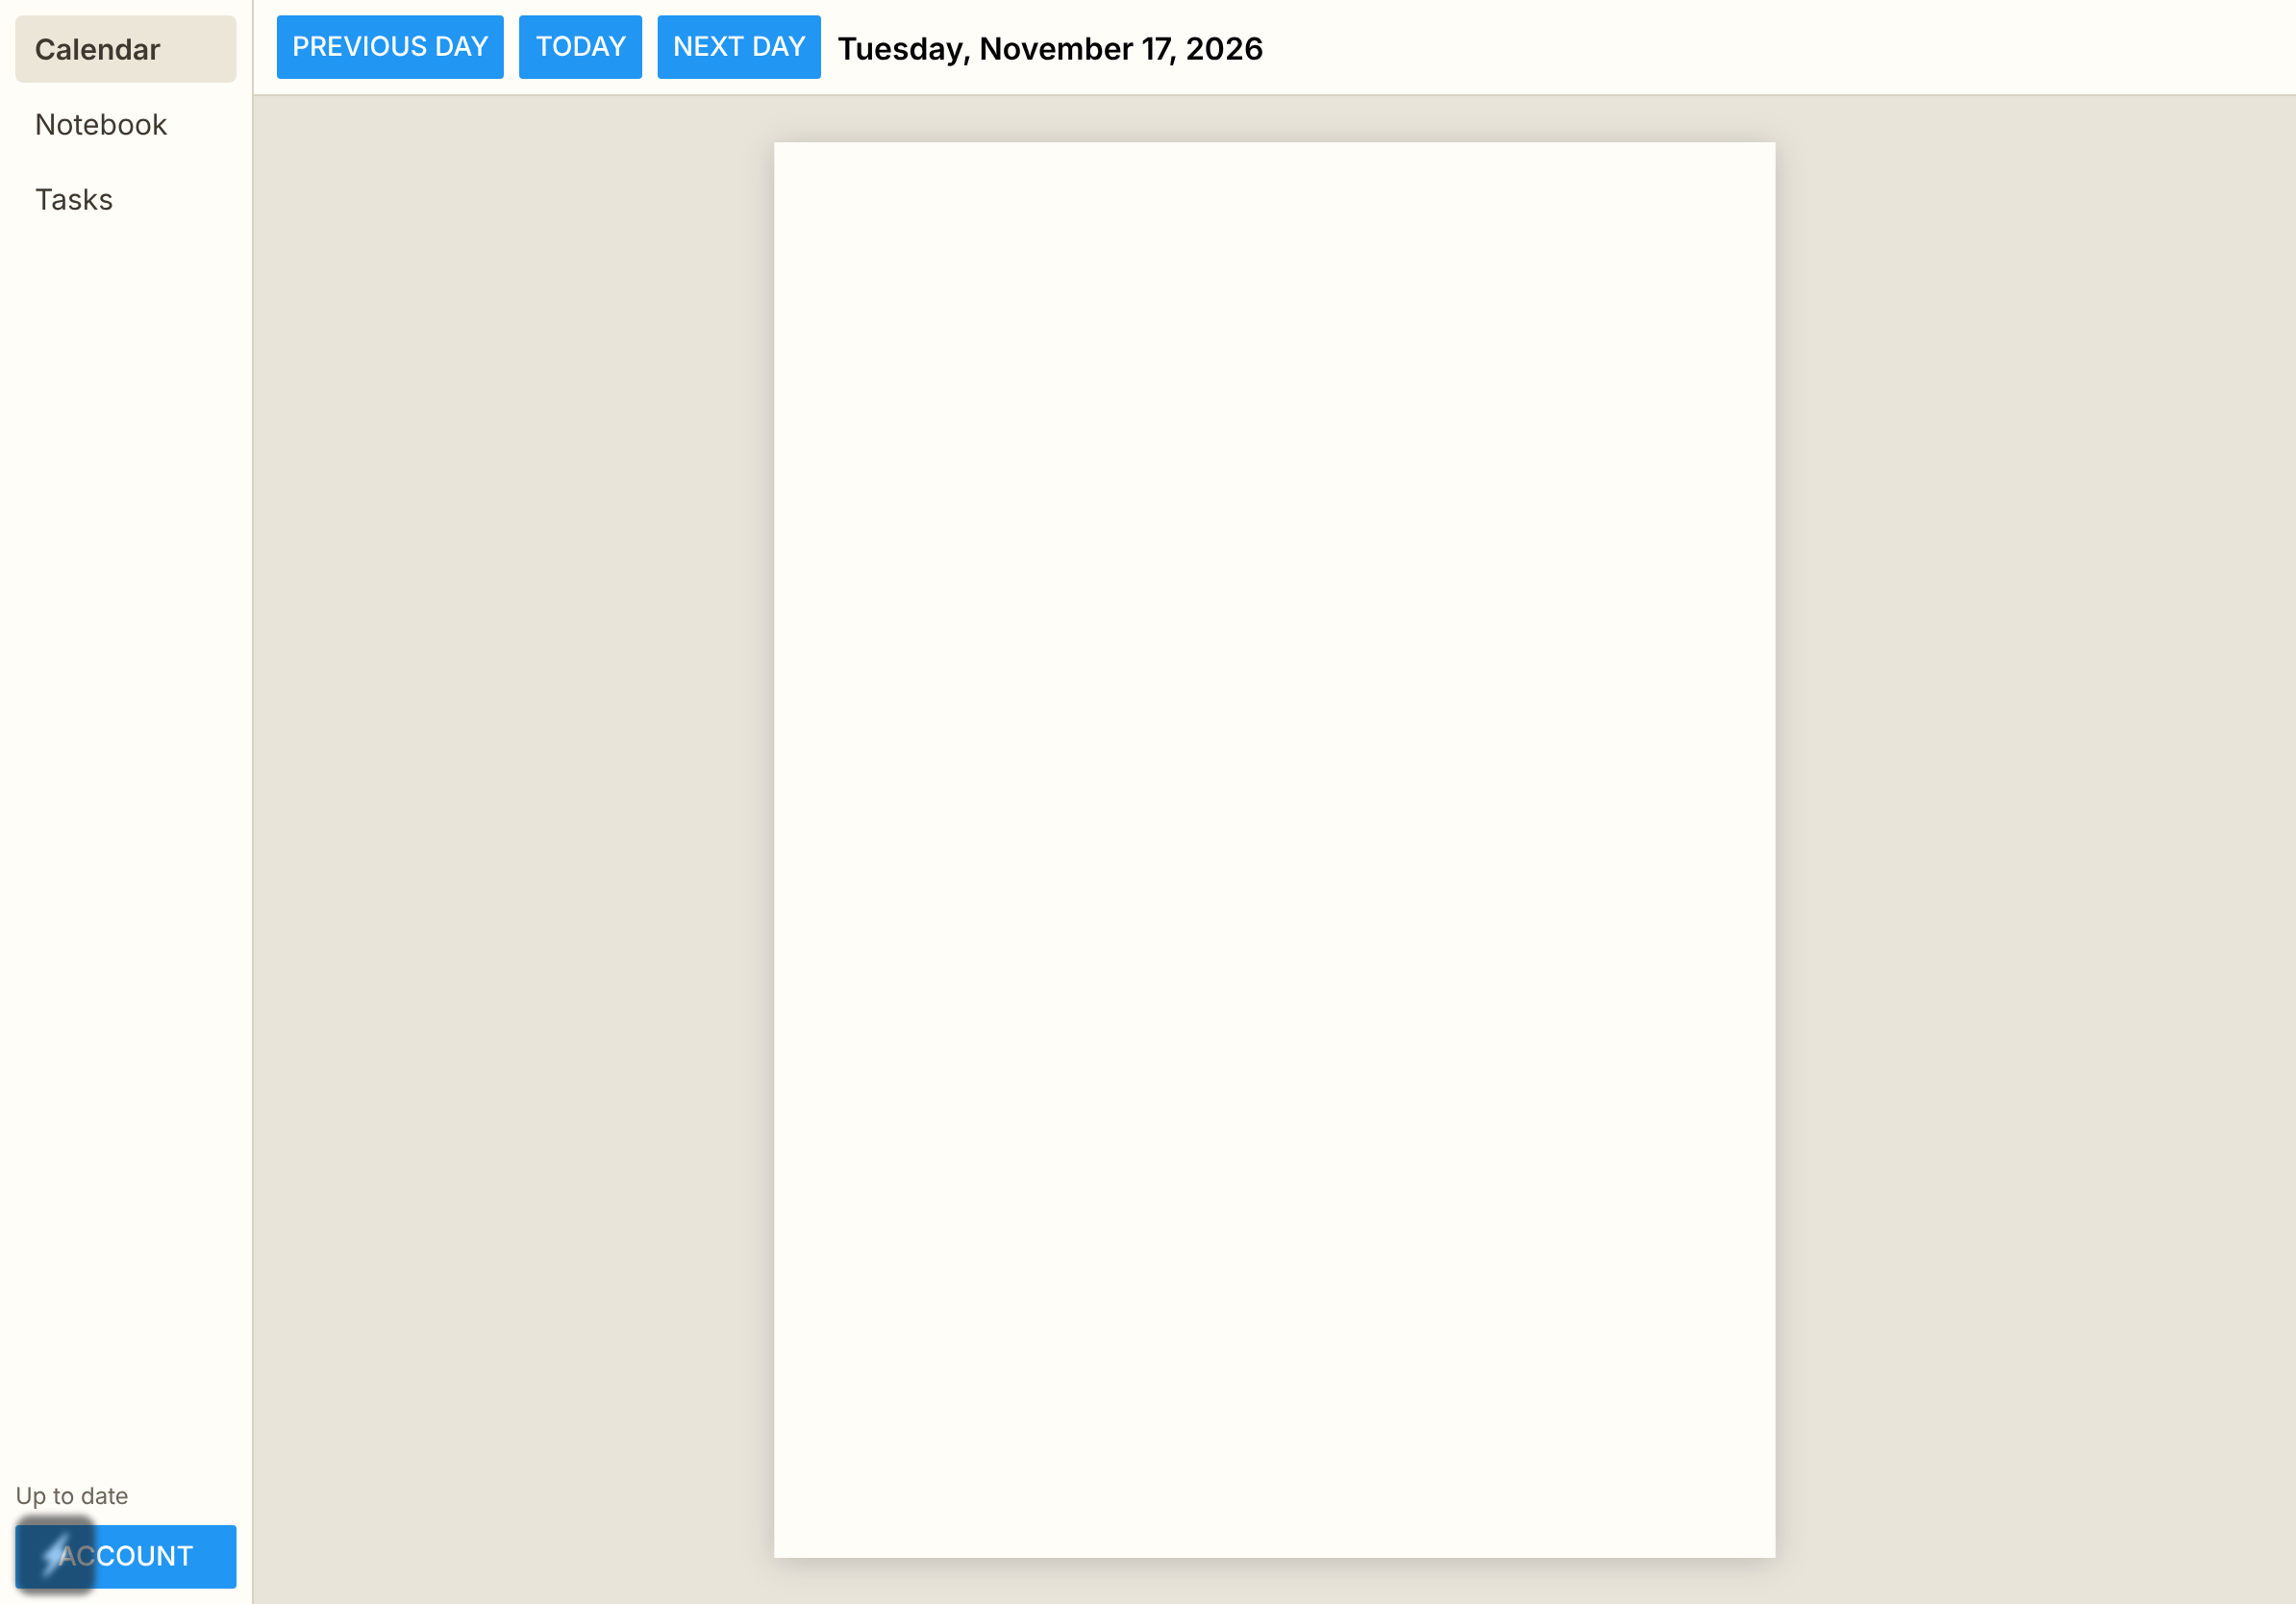 Calendar
Notebook
Tasks
PREVIOUS DAY
TODAY
NEXT DAY
Tuesday, November 17, 2026
Up to date
ACCOUNT